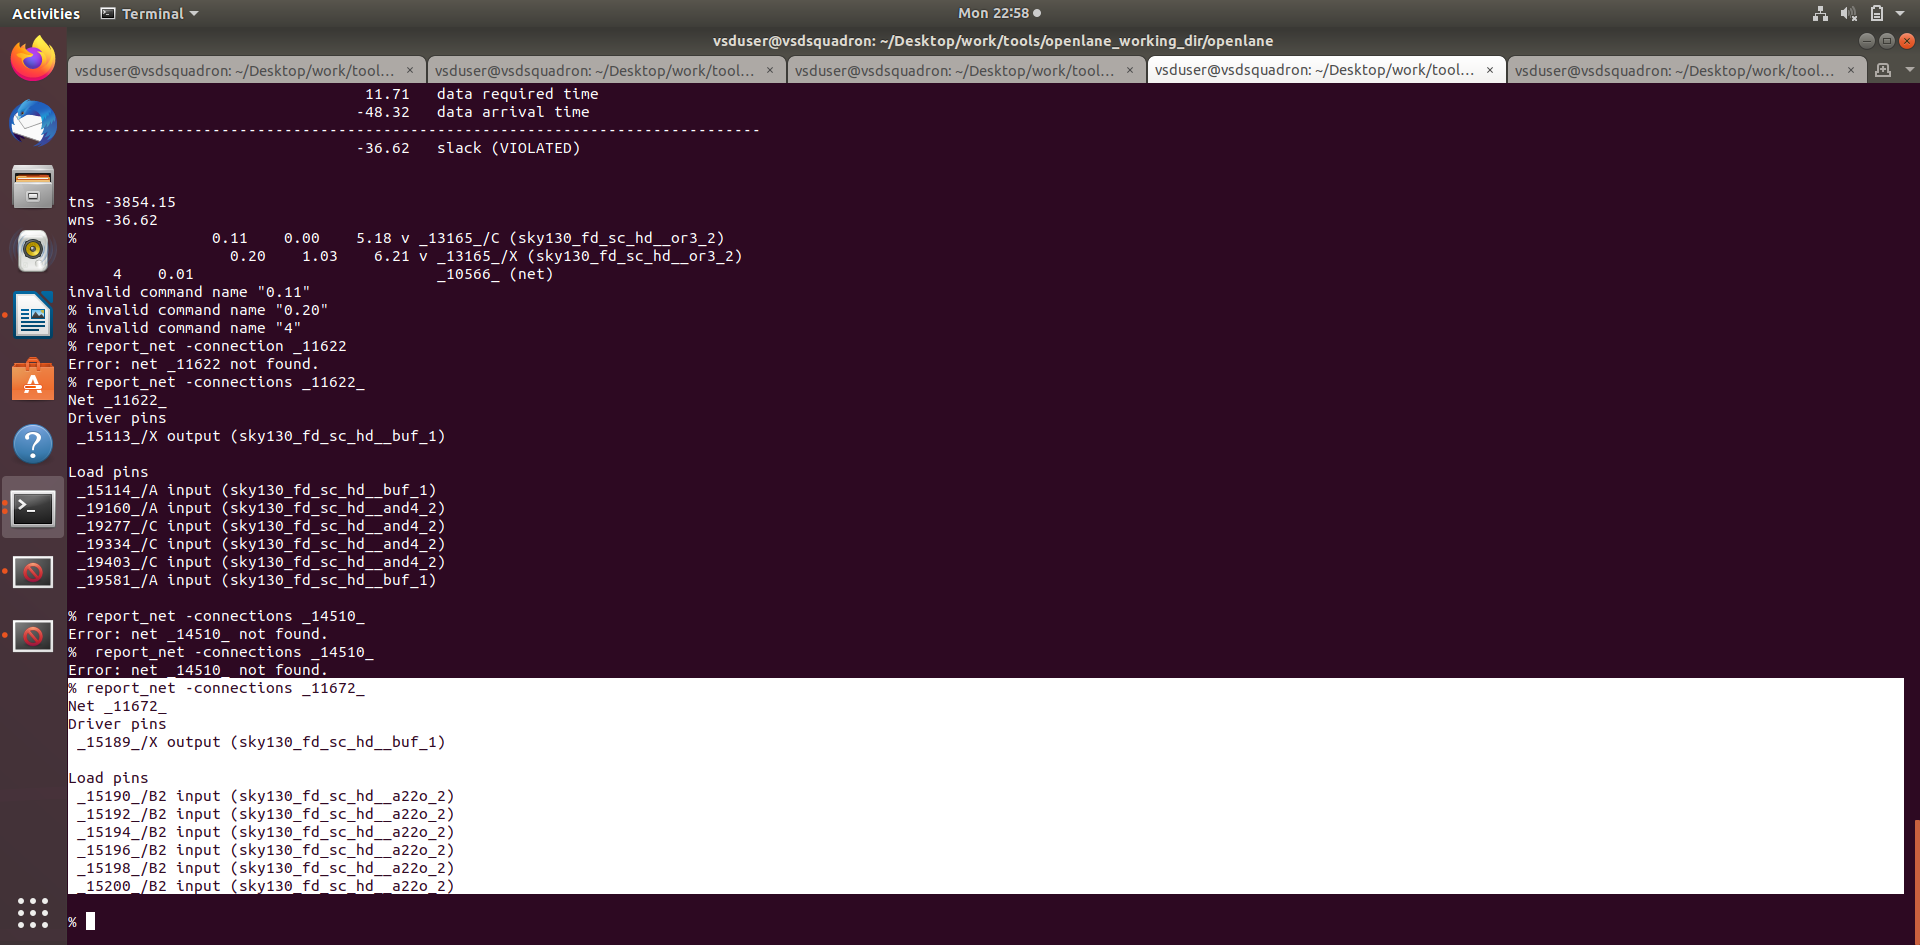 Activities Terminal Mon 22:58
vsduser@vsdsquadron: ~/Desktop/work/tools/openlane_working_dir/openlane
vsduser@vsdsquadron: ~/Desktop/work/tool... × vsduser@vsdsquadron: ~/Desktop/work/tool... × vsduser@vsdsquadron: ~/Desktop/work/tool... × vsduser@vsdsquadron: ~/Desktop/work/tool... × vsduser@vsdsquadron: ~/Desktop/work/tool... ×
11.71 data required time
-48.32 data arrival time
-----------------------------------------------------------------------------
-36.62 slack (VIOLATED)
tns -3854.15
wns -36.62
% 0.11 0.00 5.18 v _13165_/C (sky130_fd_sc_hd__or3_2)
0.20 1.03 6.21 v _13165_/X (sky130_fd_sc_hd__or3_2)
4 0.01 _10566_ (net)
invalid command name "0.11"
% invalid command name "0.20"
% invalid command name "4"
% report_net -connection _11622
Error: net _11622 not found.
% report_net -connections _11622_
Net _11622_
Driver pins
_15113_/X output (sky130_fd_sc_hd__buf_1)
Load pins
_15114_/A input (sky130_fd_sc_hd__buf_1)
_19160_/A input (sky130_fd_sc_hd__and4_2)
_19277_/C input (sky130_fd_sc_hd__and4_2)
_19334_/C input (sky130_fd_sc_hd__and4_2)
_19403_/C input (sky130_fd_sc_hd__and4_2)
_19581_/A input (sky130_fd_sc_hd__buf_1)
% report_net -connections _14510_
Error: net _14510_ not found.
% report_net -connections _14510_
Error: net _14510_ not found.
% report_net -connections _11672_
Net _11672_
Driver pins
_15189_/X output (sky130_fd_sc_hd__buf_1)
Load pins
_15190_/B2 input (sky130_fd_sc_hd__a22o_2)
_15192_/B2 input (sky130_fd_sc_hd__a22o_2)
_15194_/B2 input (sky130_fd_sc_hd__a22o_2)
_15196_/B2 input (sky130_fd_sc_hd__a22o_2)
_15198_/B2 input (sky130_fd_sc_hd__a22o_2)
_15200_/B2 input (sky130_fd_sc_hd__a22o_2)
%